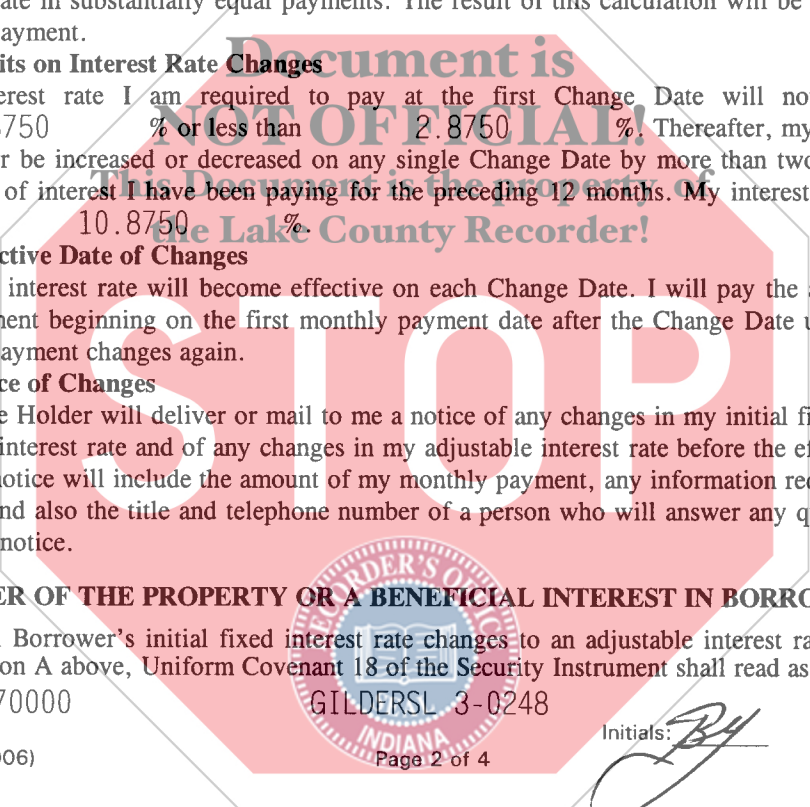 ate in substantially equal payments. The result of this calculation will be
ayment.
its on Interest Rate Changes
erest rate I am required to pay at the first Change Date will no
750 % or less than 2.8750 %. Thereafter, my
r be increased or decreased on any single Change Date by more than two
of interest I have been paying for the preceding 12 months. My interest
10.8750 %.
ctive Date of Changes
interest rate will become effective on each Change Date. I will pay the
ent beginning on the first monthly payment date after the Change Date
ayment changes again.
ce of Changes
e Holder will deliver or mail to me a notice of any changes in my initial fi
interest rate and of any changes in my adjustable interest rate before the ef
notice will include the amount of my monthly payment, any information re
nd also the title and telephone number of a person who will answer any q
notice.
ER OF THE PROPERTY OR A BENEFICIAL INTEREST IN BORRO
Borrower's initial fixed interest rate changes to an adjustable interest ra
on A above, Uniform Covenant 18 of the Security Instrument shall read as
70000 GILDERSL 3-0248
Initials: BY
006) Page 2 of 4
Document is
NOT OFFICIAL!
This Document is the property of
the Lake County Recorder!
STOP
RECORDER'S OFFICE
INDIANA